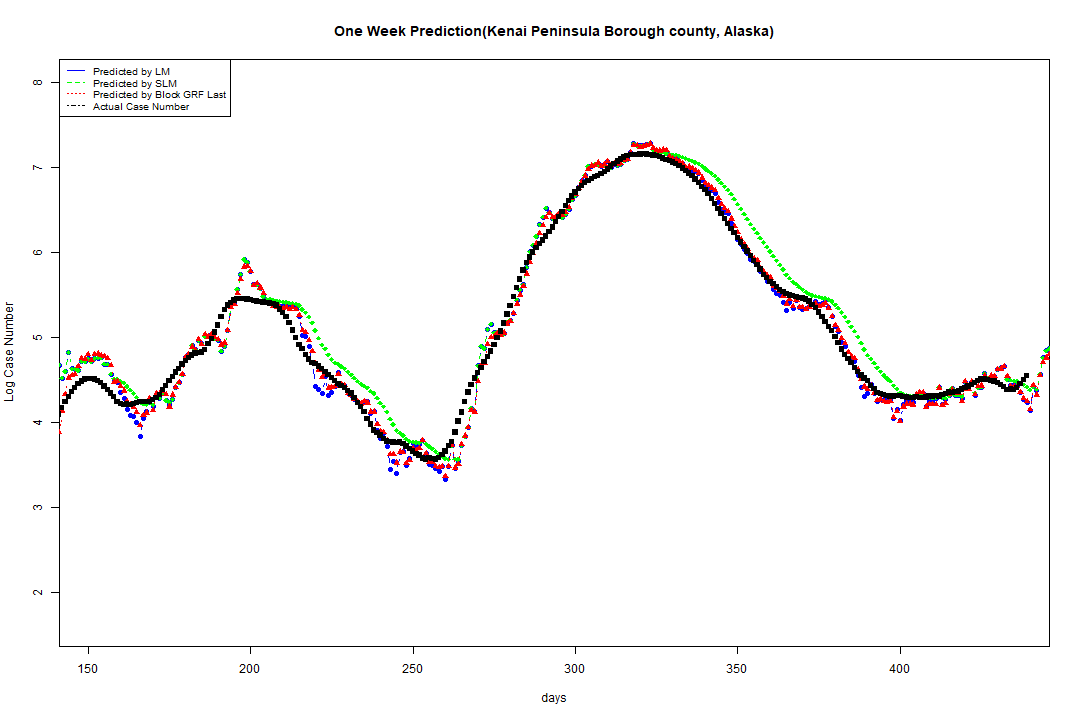 One Week Prediction(Kenai Peninsula Borough county, Alaska)
Predicted by LM
Predicted by SLM
Predicted by Block GRF Last
Actual Case Number
8
7
6
5
4
3
2
Log Case Number
150 200 250 300 350 400
days